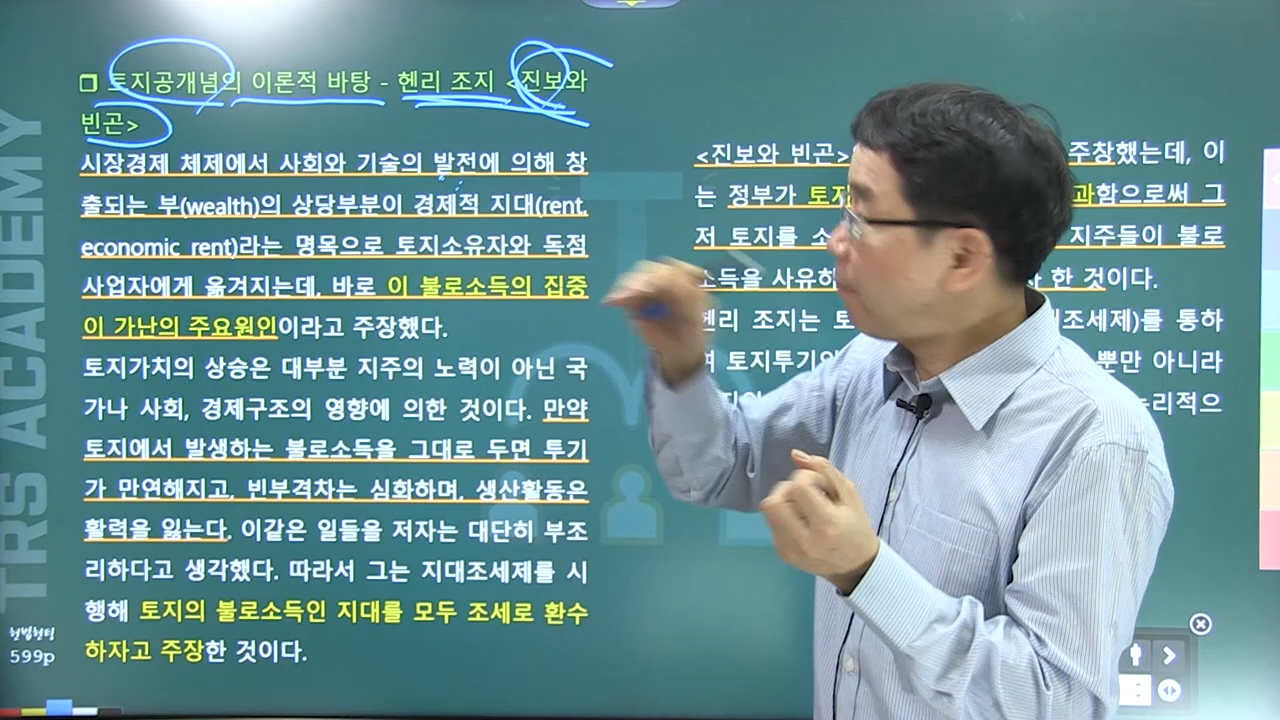 TRS ACADEMY
❒ 토지공개념의 이론적 바탕 - 헨리 조지 <진보와
빈곤>
시장경제 체제에서 사회와 기술의 발전에 의해 창
출되는 부(wealth)의 상당부분이 경제적 지대(rent,
economic rent)라는 명목으로 토지소유자와 독점
사업자에게 옮겨지는데, 바로 이 불로소득의 집중
이 가난의 주요원인이라고 주장했다.
토지가치의 상승은 대부분 지주의 노력이 아닌 국
가나 사회, 경제구조의 영향에 의한 것이다. 만약
토지에서 발생하는 불로소득을 그대로 두면 투기
가 만연해지고, 빈부격차는 심화하며, 생산활동은
활력을 잃는다. 이같은 일들을 저자는 대단히 부조
리하다고 생각했다. 따라서 그는 지대조세제를 시
행해 토지의 불로소득인 지대를 모두 조세로 환수
하자고 주장한 것이다.
599p
<진보와 빈곤> 주창했는데, 이
는 정부가 과함으로써 그
저 토지를 지주들이 불로
소득을 한 것이다.
헨리 조지는 대조세제)를 통하
여 뿐만 아니라
논리적으